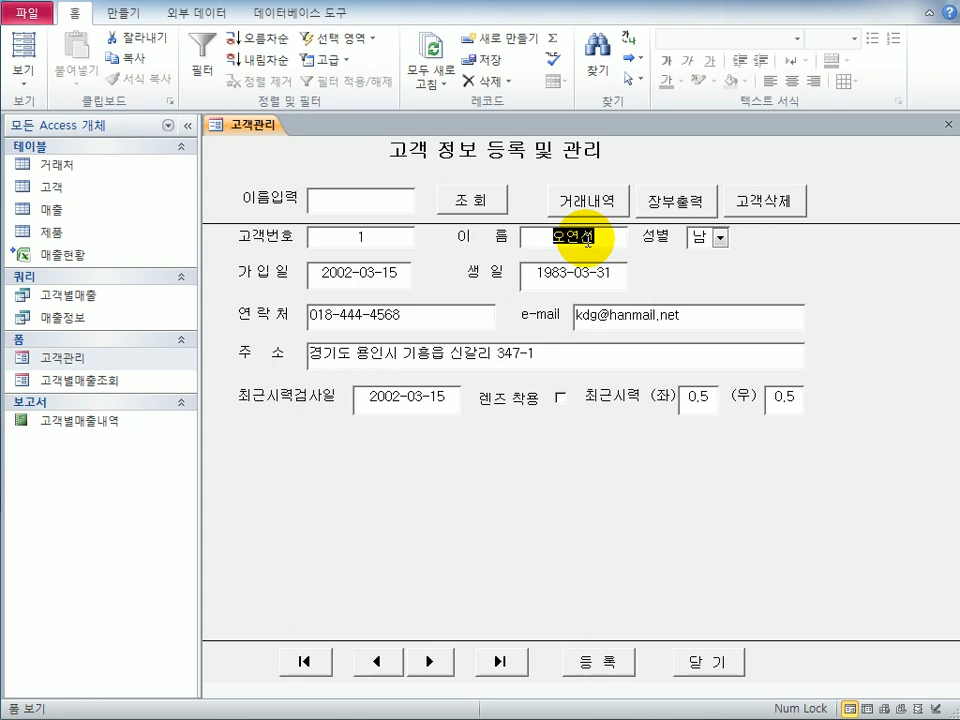 파일 홈 만들기 외부 데이터 데이터베이스 도구
보기 붙여넣기 잘라내기 복사 서식 복사
필터 오름차순 내림차순 정렬 제거 선택 영역 고급 필터 적용/해제
모두 새로 고침 새로 만들기 저장 삭제 Σ 찾기
가 가 가 가
보기 클립보드 정렬 및 필터 레코드 찾기 텍스트 서식
모든 Access 개체
고객관리
테이블
거래처
고객
매출
제품
매출현황
쿼리
고객별매출
매출정보
폼
고객관리
고객별매출조회
보고서
고객별매출내역
고객 정보 등록 및 관리
이름입력 조 회 거래내역 장부출력 고객삭제
고객번호 1 이 름 오연선 성별 남
가 입 일 2002-03-15 생 일 1983-03-31
연 락 처 018-444-4568 e-mail kdg@hanmail.net
주 소 경기도 용인시 기흥읍 신갈리 347-1
최근시력검사일 2002-03-15 렌즈 착용 최근시력 (좌) 0.5 (우) 0.5
등 록 닫 기
폼 보기 Num Lock